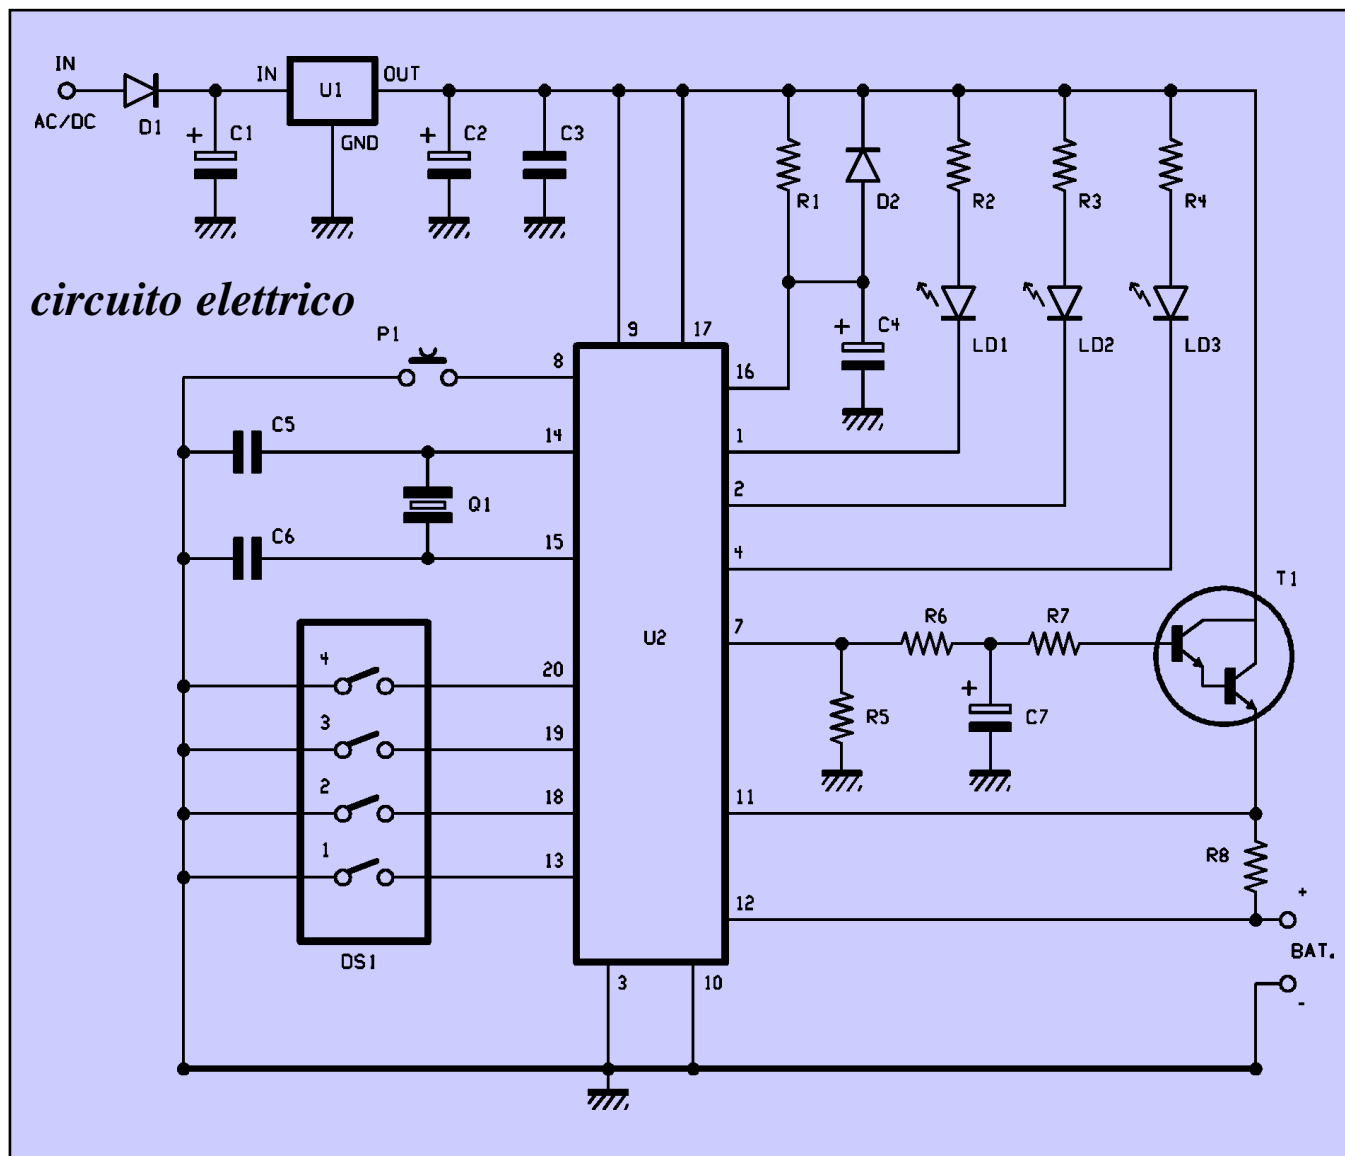 IN
IN
U1
OUT
AC/DC
D1
+
C1
GND
+
C2
C3
R1
D2
R2
R3
R4
circuito elettrico
P1
9
17
+
C4
LD1
LD2
LD3
8
16
C5
14
1
Q1
2
C6
15
4
T1
U2
7
R6
R7
4
20
+
R5
C7
3
19
2
18
11
1
13
R8
12
+
DS1
BAT.
3
10
-